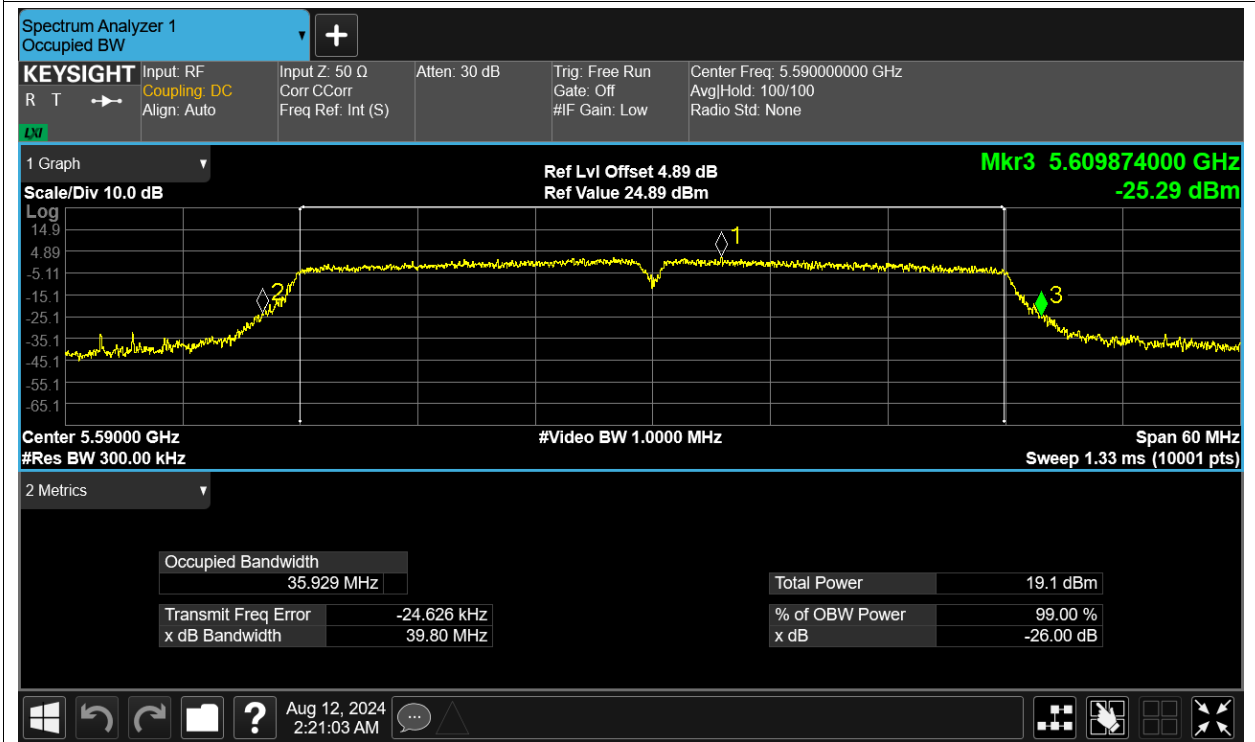 Spectrum Analyzer 1
Occupied BW
KEYSIGHT
R T
LXI
Input: RF
Coupling: DC
Align: Auto
Input Z: 50 Ω
Corr CCorr
Freq Ref: Int (S)
Atten: 30 dB
Trig: Free Run
Gate: Off
#IF Gain: Low
Center Freq: 5.590000000 GHz
Avg|Hold: 100/100
Radio Std: None
1 Graph
Scale/Div 10.0 dB
Ref Lvl Offset 4.89 dB
Ref Value 24.89 dBm
Mkr3 5.609874000 GHz
-25.29 dBm
Log
14.9
4.89
-5.11
-15.1
-25.1
-35.1
-45.1
-55.1
-65.1
1
2
3
Center 5.59000 GHz
#Video BW 1.0000 MHz
Span 60 MHz
#Res BW 300.00 kHz
Sweep 1.33 ms (10001 pts)
2 Metrics
Occupied Bandwidth
35.929 MHz
Transmit Freq Error -24.626 kHz
x dB Bandwidth 39.80 MHz
Total Power 19.1 dBm
% of OBW Power 99.00 %
x dB -26.00 dB
?
Aug 12, 2024
2:21:03 AM